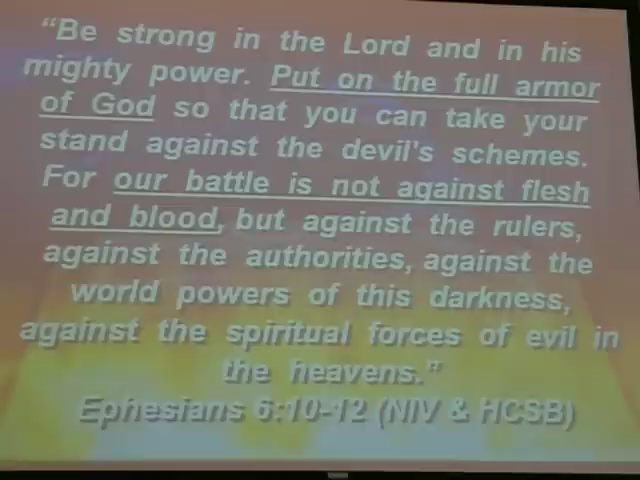 “Be strong in the Lord and in his
mighty power. Put on the full armor
of God so that you can take your
stand against the devil's schemes.
For our battle is not against flesh
and blood, but against the rulers,
against the authorities, against the
world powers of this darkness,
against the spiritual forces of evil in
the heavens.”
Ephesians 6:10-12 (NIV & HCSB)